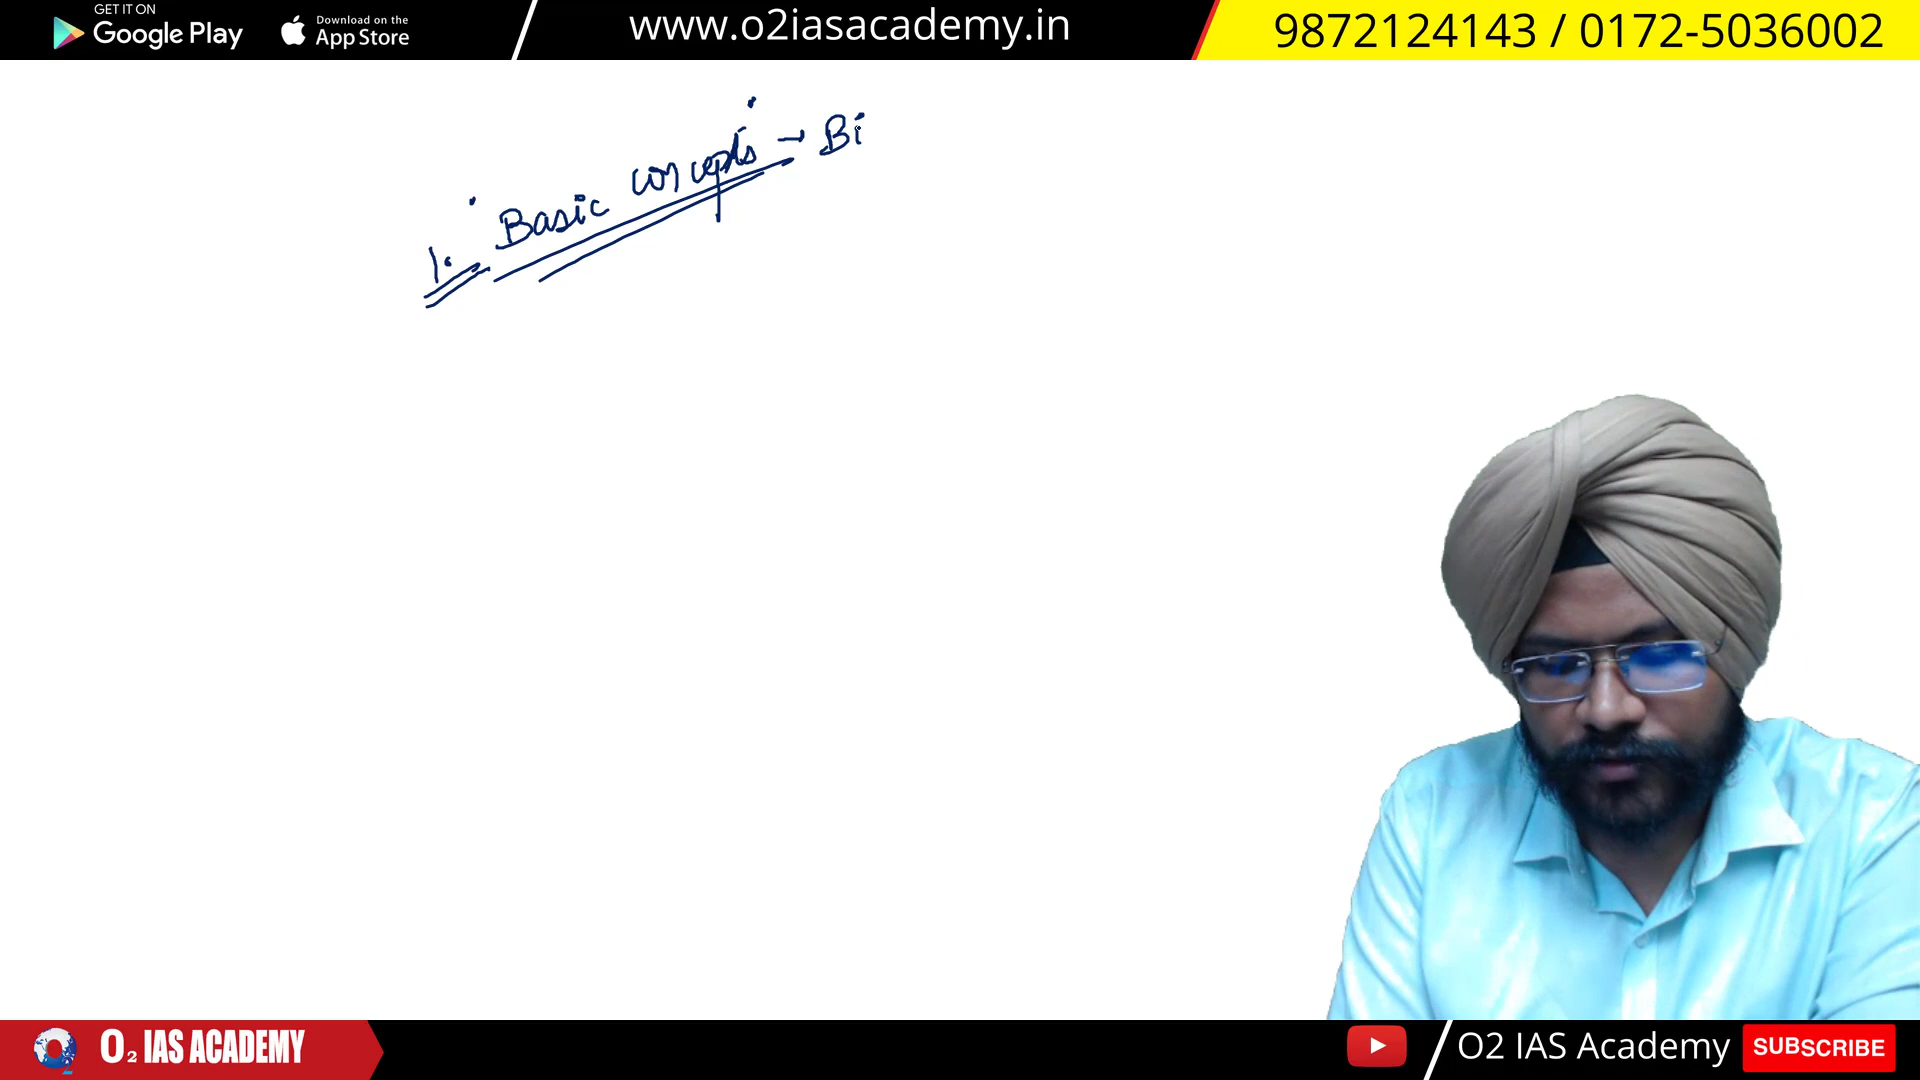 GET IT ON
Google Play
Download on the
App Store
www.o2iasacademy.in
9872124143 / 0172-5036002
1. Basic concepts → Bi
O2 IAS ACADEMY
O2 IAS Academy
SUBSCRIBE